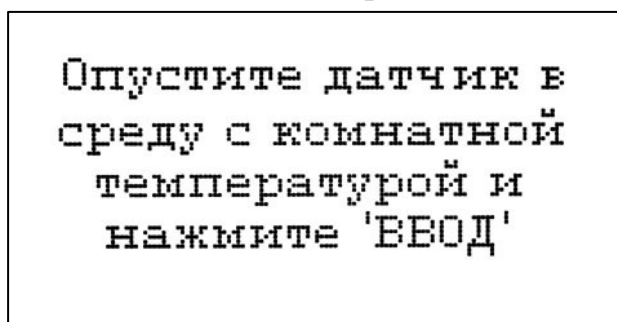 Опустите датчик в
среду с комнатной
температурой и
нажмите 'ВВОД'